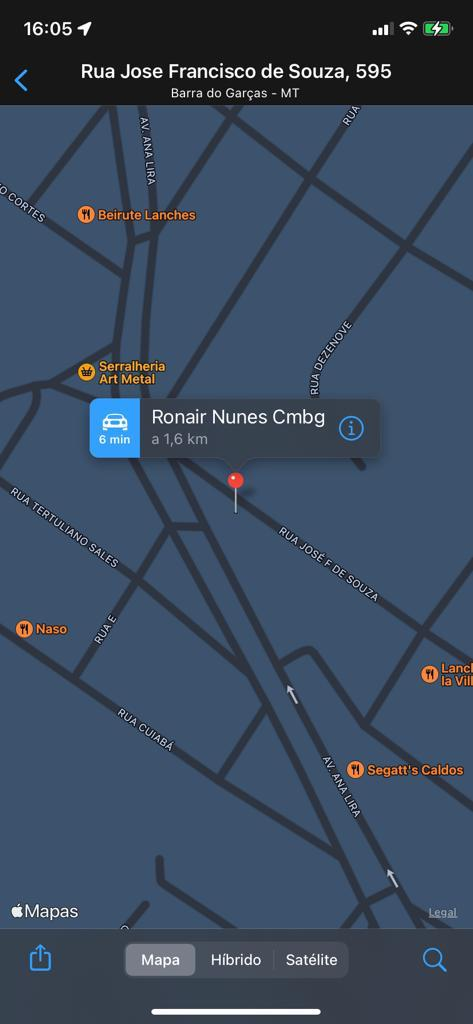 16:05
Rua Jose Francisco de Souza, 595
Barra do Garças - MT
RUA
AV. ANA LIRA
CORTES
Beirute Lanches
RUA DEZENOVE
Serralheria
Art Metal
Ronair Nunes Cmbg
6 min
a 1,6 km
RUA TERTULIANO SALES
RUA JOSÉ F. DE SOUZA
Naso
RUA E
Lancl
la Vill
RUA CUIABÁ
Segatt's Caldos
AV. ANA LIRA
Mapas
Legal
Mapa
Híbrido
Satélite